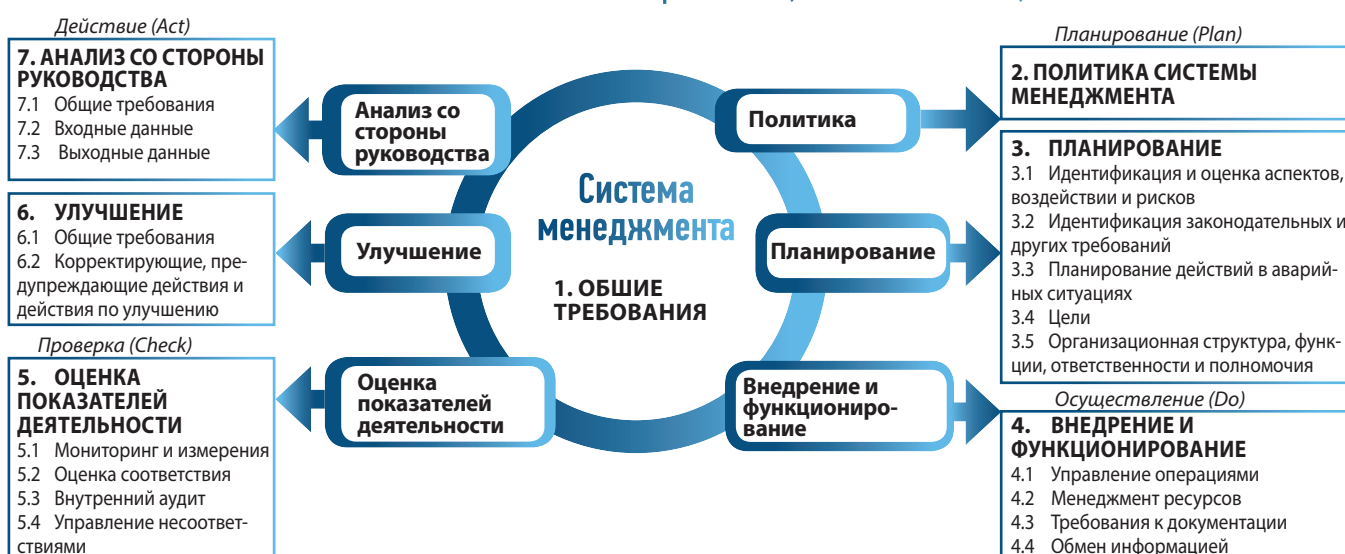 Действие (Act)
7. АНАЛИЗ СО СТОРОНЫ
РУКОВОДСТВА
7.1 Общие требования
7.2 Входные данные
7.3 Выходные данные
6. УЛУЧШЕНИЕ
6.1 Общие требования
6.2 Корректирующие, пре-
дупреждающие действия и
действия по улучшению
Проверка (Check)
5. ОЦЕНКА
ПОКАЗАТЕЛЕЙ
ДЕЯТЕЛЬНОСТИ
5.1 Мониторинг и измерения
5.2 Оценка соответствия
5.3 Внутренний аудит
5.4 Управление несоответ-
ствиями
Анализ со
стороны
руководства
Улучшение
Оценка
показателей
деятельности
Система
менеджмента
1. ОБШИЕ
ТРЕБОВАНИЯ
Политика
Планирование
Внедрение и
функциониро-
вание
Планирование (Plan)
2. ПОЛИТИКА СИСТЕМЫ
МЕНЕДЖМЕНТА
3. ПЛАНИРОВАНИЕ
3.1 Идентификация и оценка аспектов,
воздействии и рисков
3.2 Идентификация законодательных и
других требований
3.3 Планирование действий в аварий-
ных ситуациях
3.4 Цели
3.5 Организационная структура, функ-
ции, ответственности и полномочия
Осуществление (Do)
4. ВНЕДРЕНИЕ И
ФУНКЦИОНИРОВАНИЕ
4.1 Управление операциями
4.2 Менеджмент ресурсов
4.3 Требования к документации
4.4 Обмен информацией